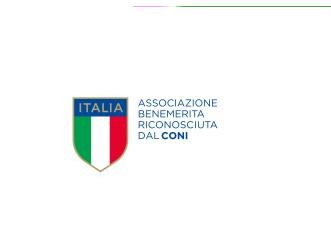 ITALIA
ASSOCIAZIONE
BENEMERITA
RICONOSCIUTA
DAL CONI